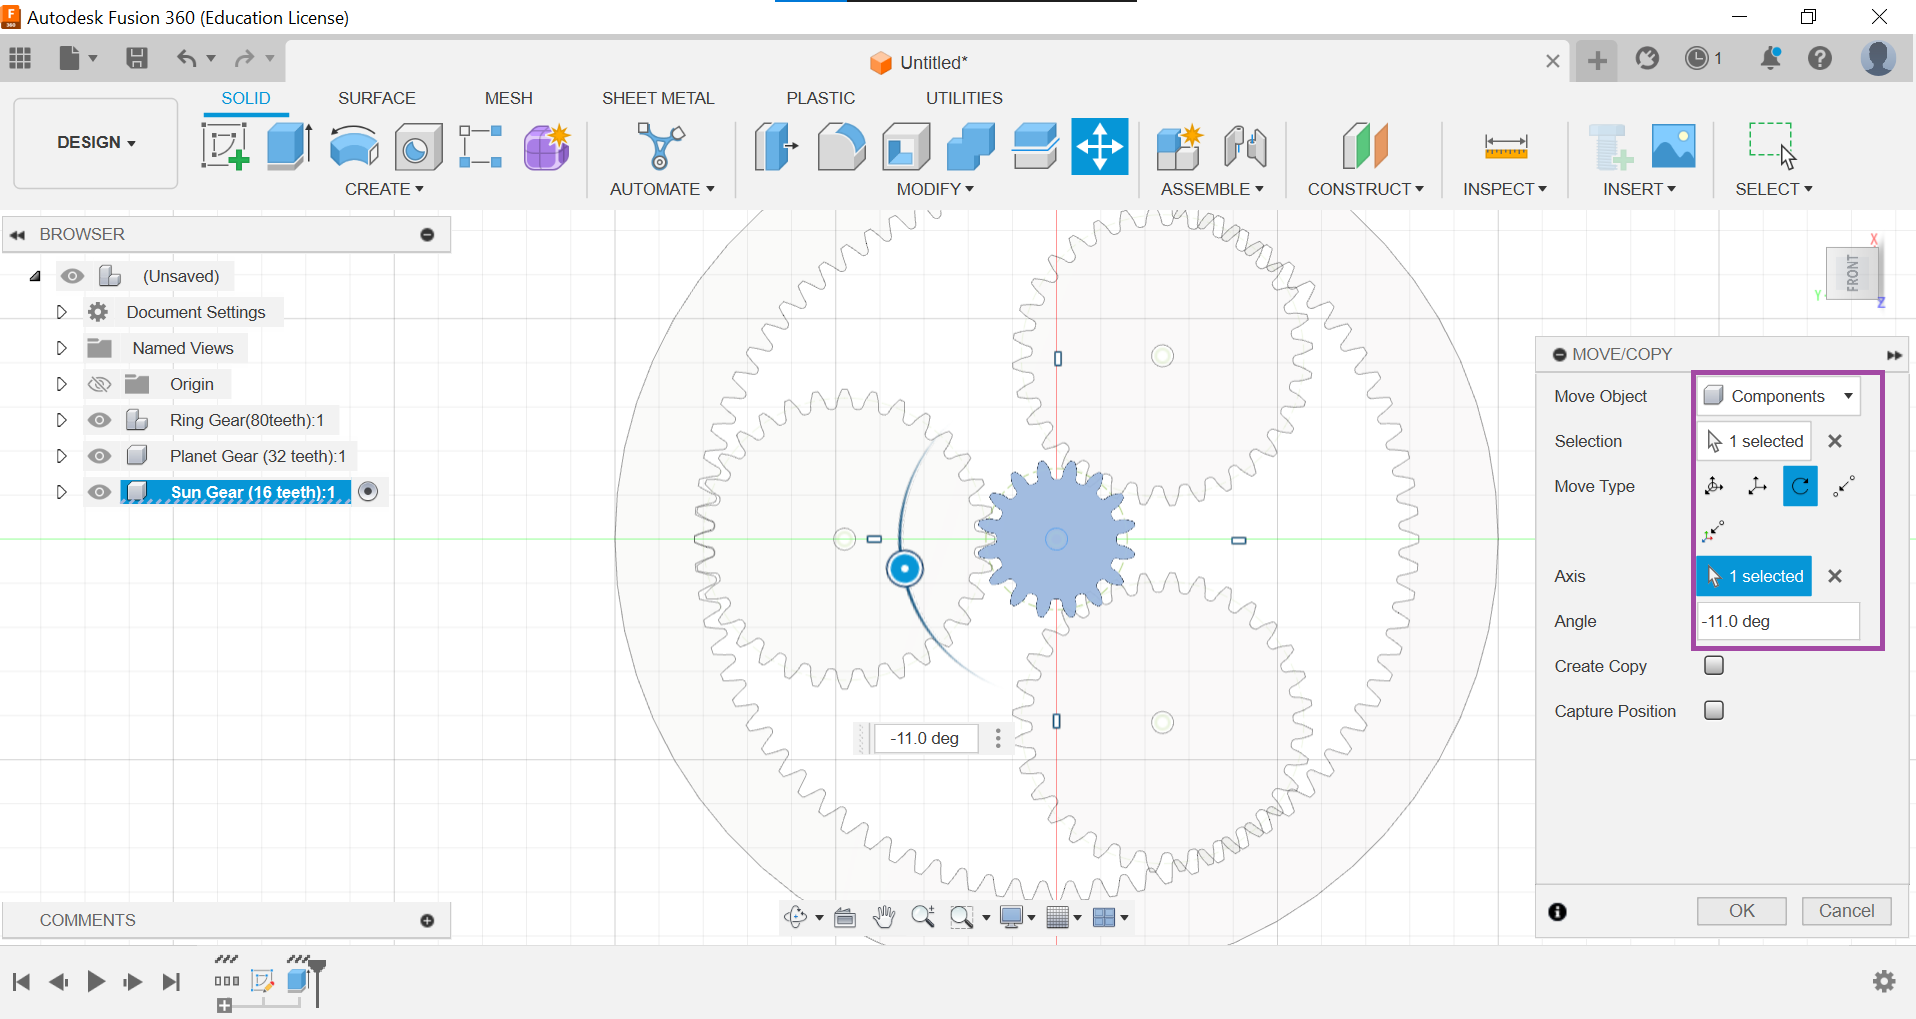 Autodesk Fusion 360 (Education License)
Untitled*
1
DESIGN
SOLID
SURFACE
MESH
SHEET METAL
PLASTIC
UTILITIES
CREATE
AUTOMATE
MODIFY
ASSEMBLE
CONSTRUCT
INSPECT
INSERT
SELECT
BROWSER
(Unsaved)
Document Settings
Named Views
Origin
Ring Gear(80teeth):1
Planet Gear (32 teeth):1
Sun Gear (16 teeth):1
X
FRONT
Y
Z
MOVE/COPY
Move Object
Components
Selection
1 selected
Move Type
Axis
1 selected
Angle
-11.0 deg
Create Copy
Capture Position
-11.0 deg
OK
Cancel
COMMENTS